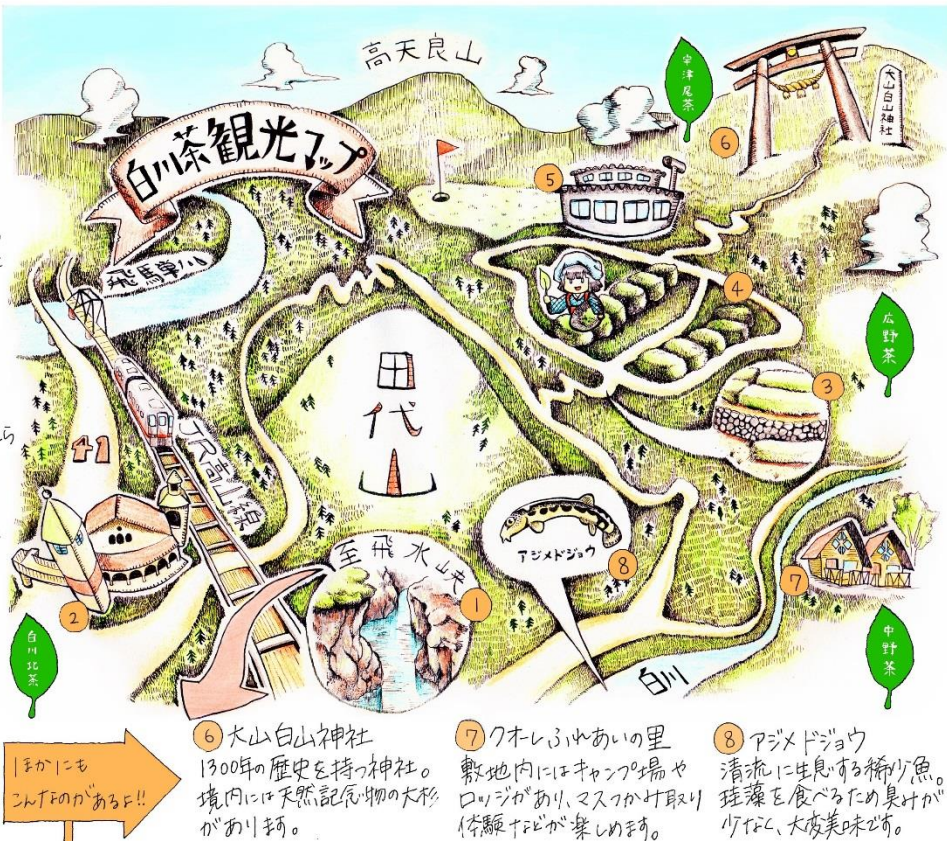 高天良山
宇津尾茶
大山白山神社
白川茶観光マップ
6
5
飛騨川
4
広野茶
田代山
3
41
JR高山線
アジメドジョウ
8
至飛水峡
1
7
2
白川北茶
白川
中野茶
ほかにも
こんなのがあるよ!!
6 大山白山神社
1300年の歴史を持つ神社。
境内には天然記念物の大杉
があります。
7 クオーレふれあいの里
敷地内にはキャンプ場や
ロッジがあり、マスつかみ取り
体験などが楽しめます。
8 アジメドジョウ
清流に生息する稀少魚。
珪藻を食べるため臭みが
少なく、大変美味です。